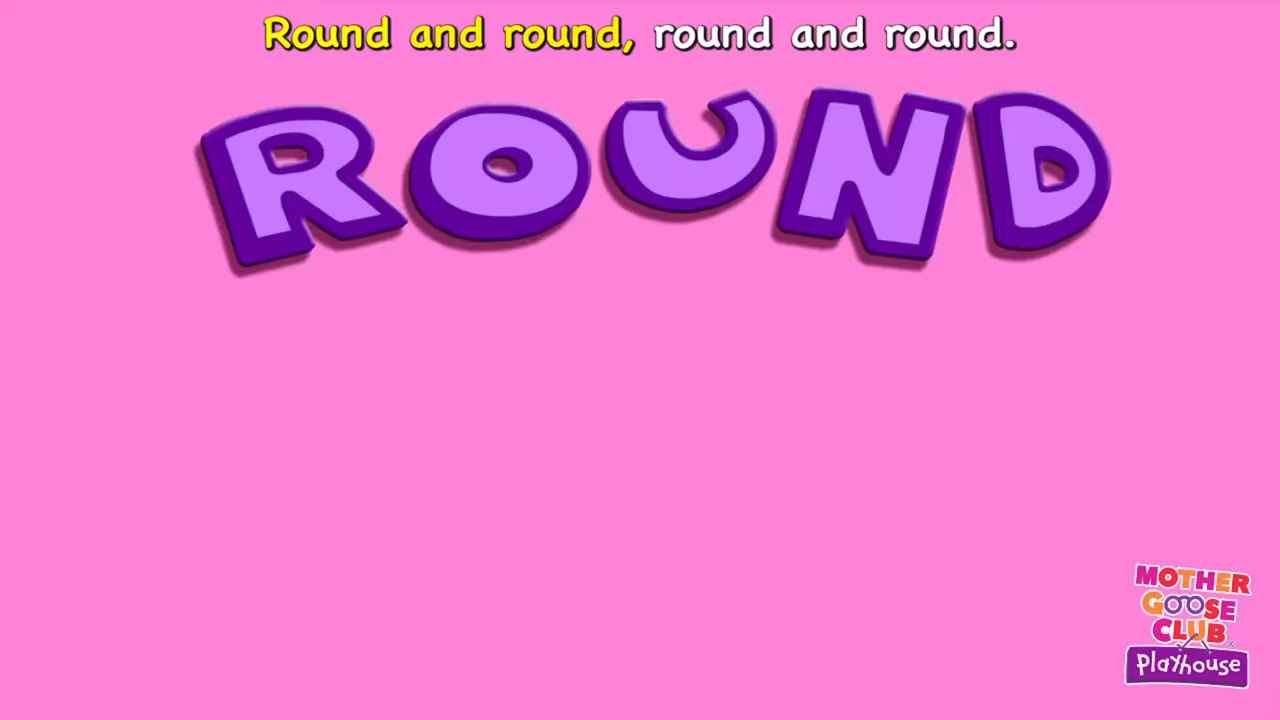 Round and round, round and round.
ROUND
MOTHER
GOOSE
CLUB
Playhouse